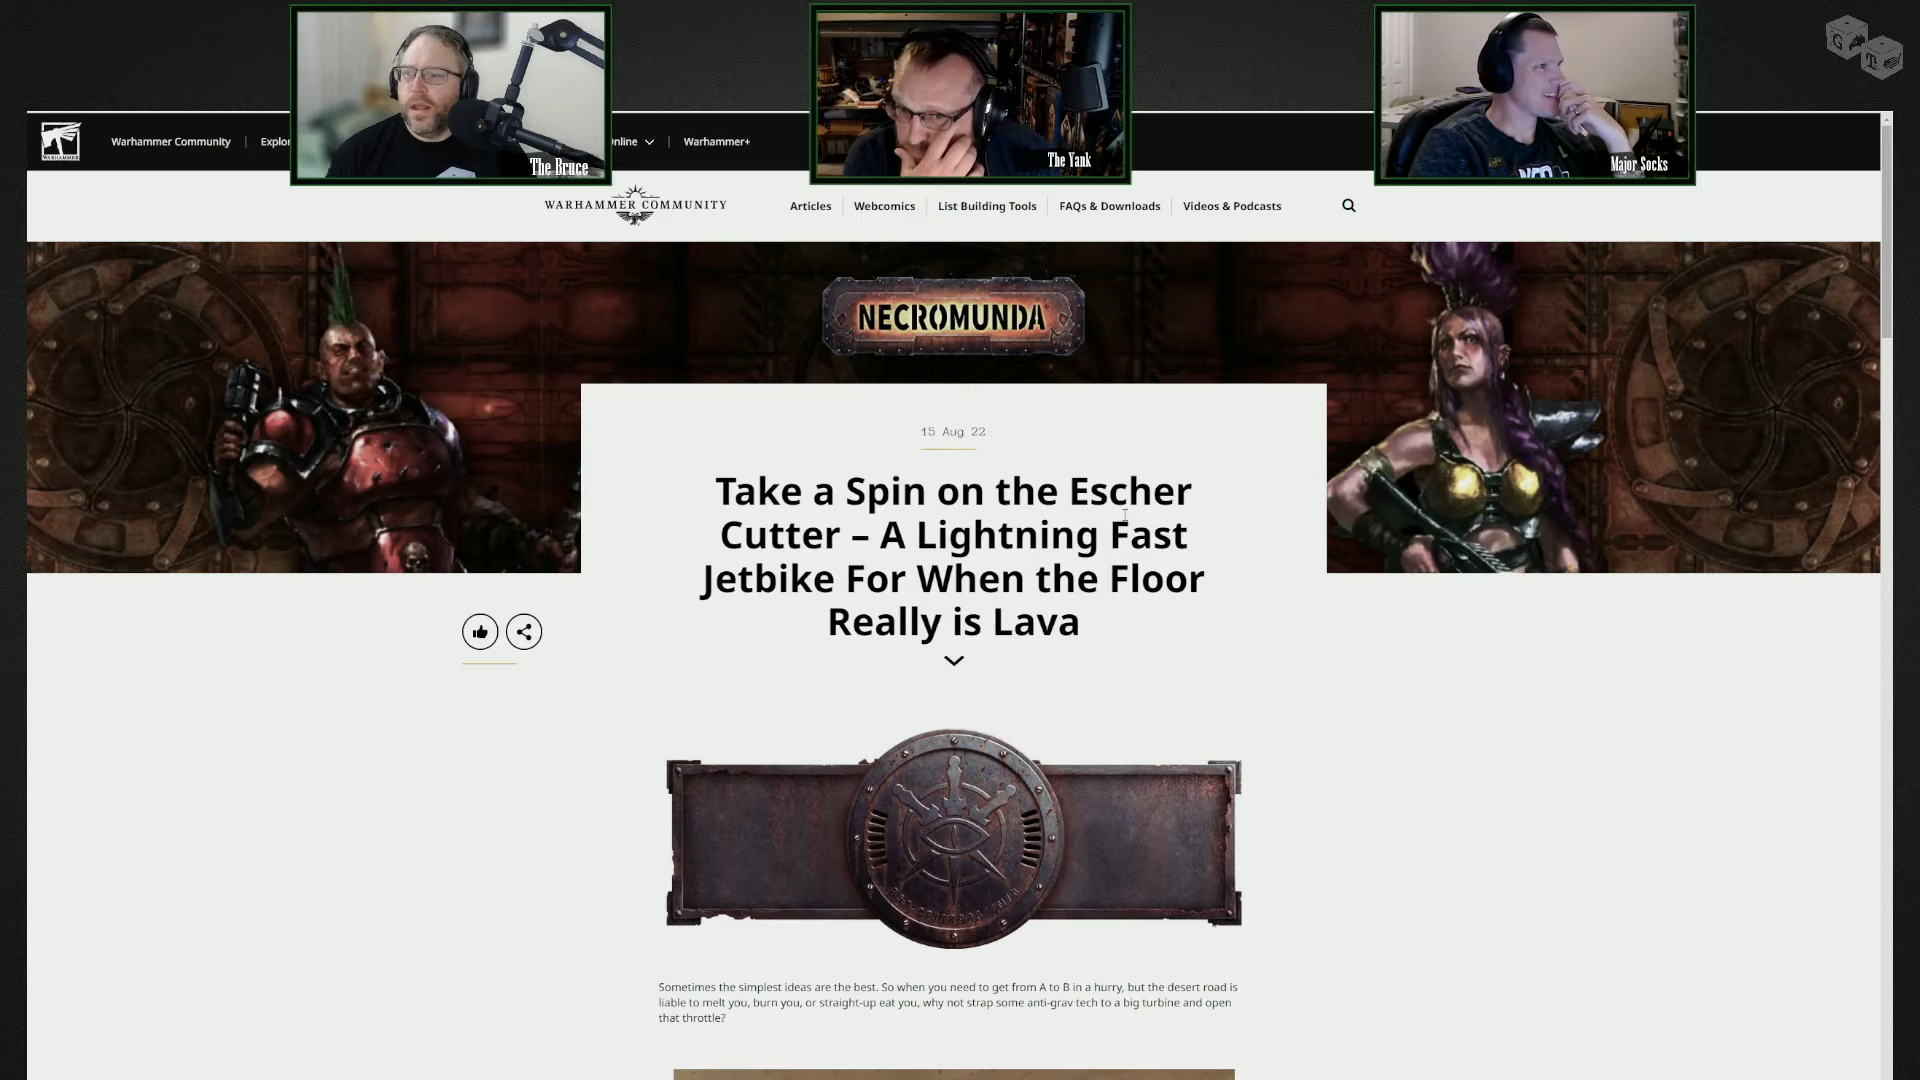 The Bruce
The Yank
Major Socks
G
T
WARHAMMER
Warhammer Community
Explor
nline
Warhammer+
WARHAMMER COMMUNITY
Articles
Webcomics
List Building Tools
FAQs & Downloads
Videos & Podcasts
NECROMUNDA
15 Aug 22
Take a Spin on the Escher
Cutter – A Lightning Fast
Jetbike For When the Floor
Really is Lava
Sometimes the simplest ideas are the best. So when you need to get from A to B in a hurry, but the desert road is
liable to melt you, burn you, or straight-up eat you, why not strap some anti-grav tech to a big turbine and open
that throttle?